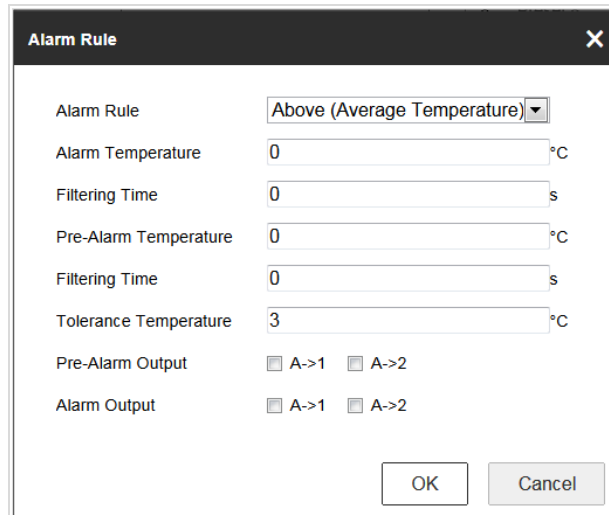 Alarm Rule
Alarm Rule Above (Average Temperature)
Alarm Temperature 0 °C
Filtering Time 0 s
Pre-Alarm Temperature 0 °C
Filtering Time 0 s
Tolerance Temperature 3 °C
Pre-Alarm Output A->1 A->2
Alarm Output A->1 A->2
OK Cancel